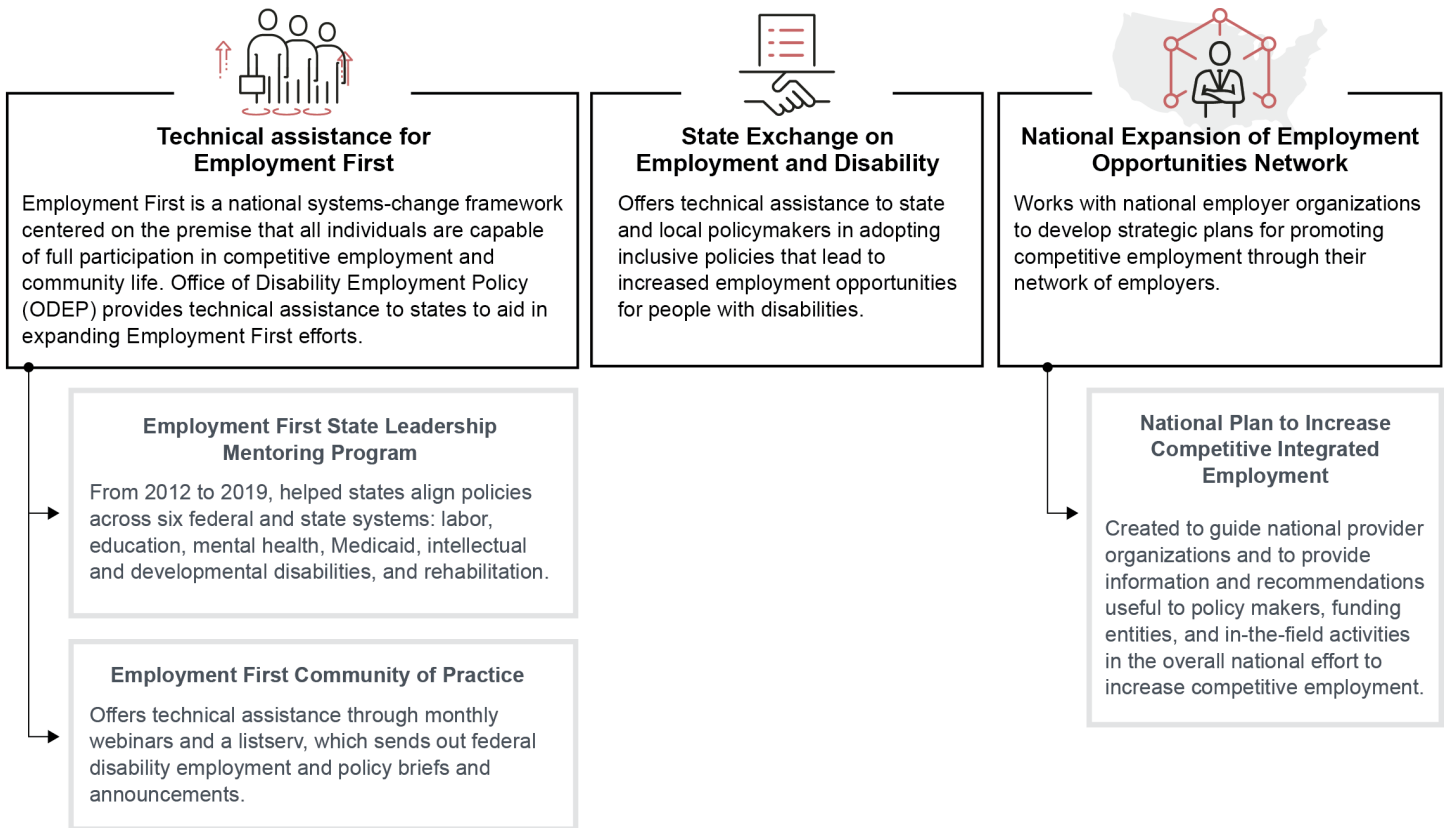 Technical assistance for
Employment First
Employment First is a national systems-change framework
centered on the premise that all individuals are capable
of full participation in competitive employment and
community life. Office of Disability Employment Policy
(ODEP) provides technical assistance to states to aid in
expanding Employment First efforts.
Employment First State Leadership
Mentoring Program
From 2012 to 2019, helped states align policies
across six federal and state systems: labor,
education, mental health, Medicaid, intellectual
and developmental disabilities, and rehabilitation.
Employment First Community of Practice
Offers technical assistance through monthly
webinars and a listserv, which sends out federal
disability employment and policy briefs and
announcements.
State Exchange on
Employment and Disability
Offers technical assistance to state
and local policymakers in adopting
inclusive policies that lead to
increased employment opportunities
for people with disabilities.
National Expansion of Employment
Opportunities Network
Works with national employer organizations
to develop strategic plans for promoting
competitive employment through their
network of employers.
National Plan to Increase
Competitive Integrated
Employment
Created to guide national provider
organizations and to provide
information and recommendations
useful to policy makers, funding
entities, and in-the-field activities
in the overall national effort to
increase competitive employment.